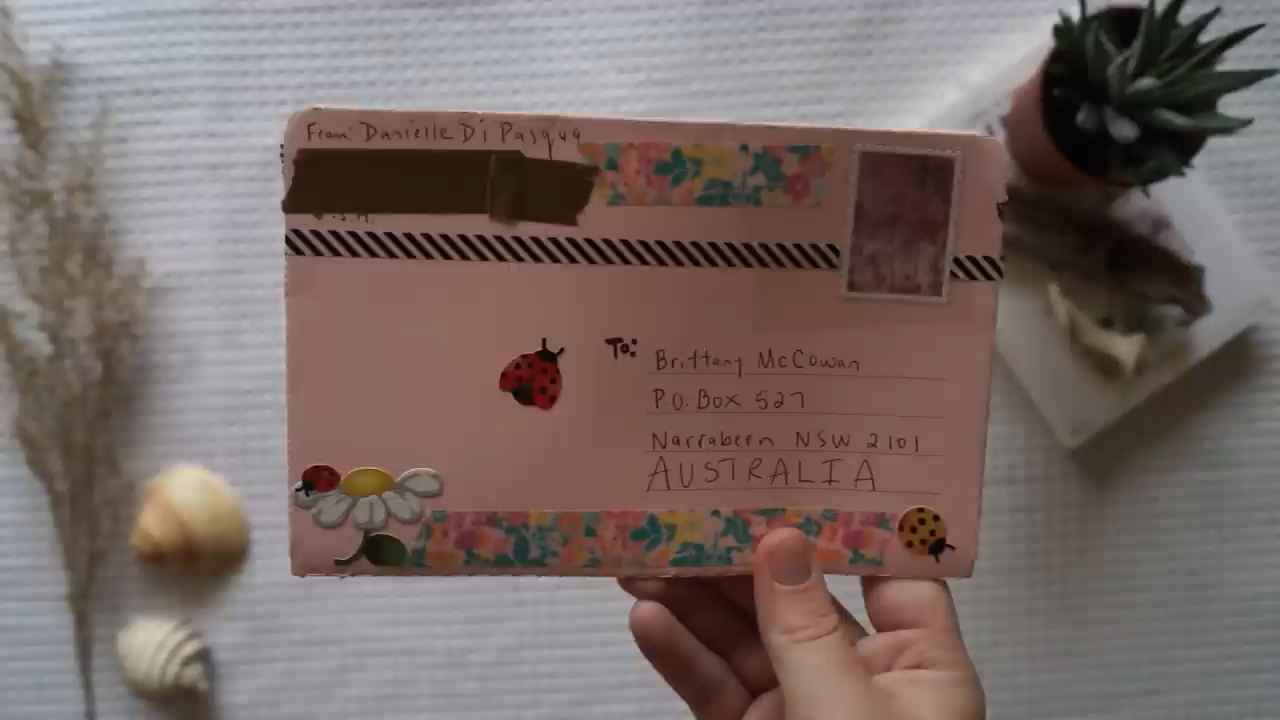 From: Danielle Di Pasqua
U.S.A.
To:
Brittany McCowan
P.O. Box 527
Narrabeen NSW 2101
AUSTRALIA